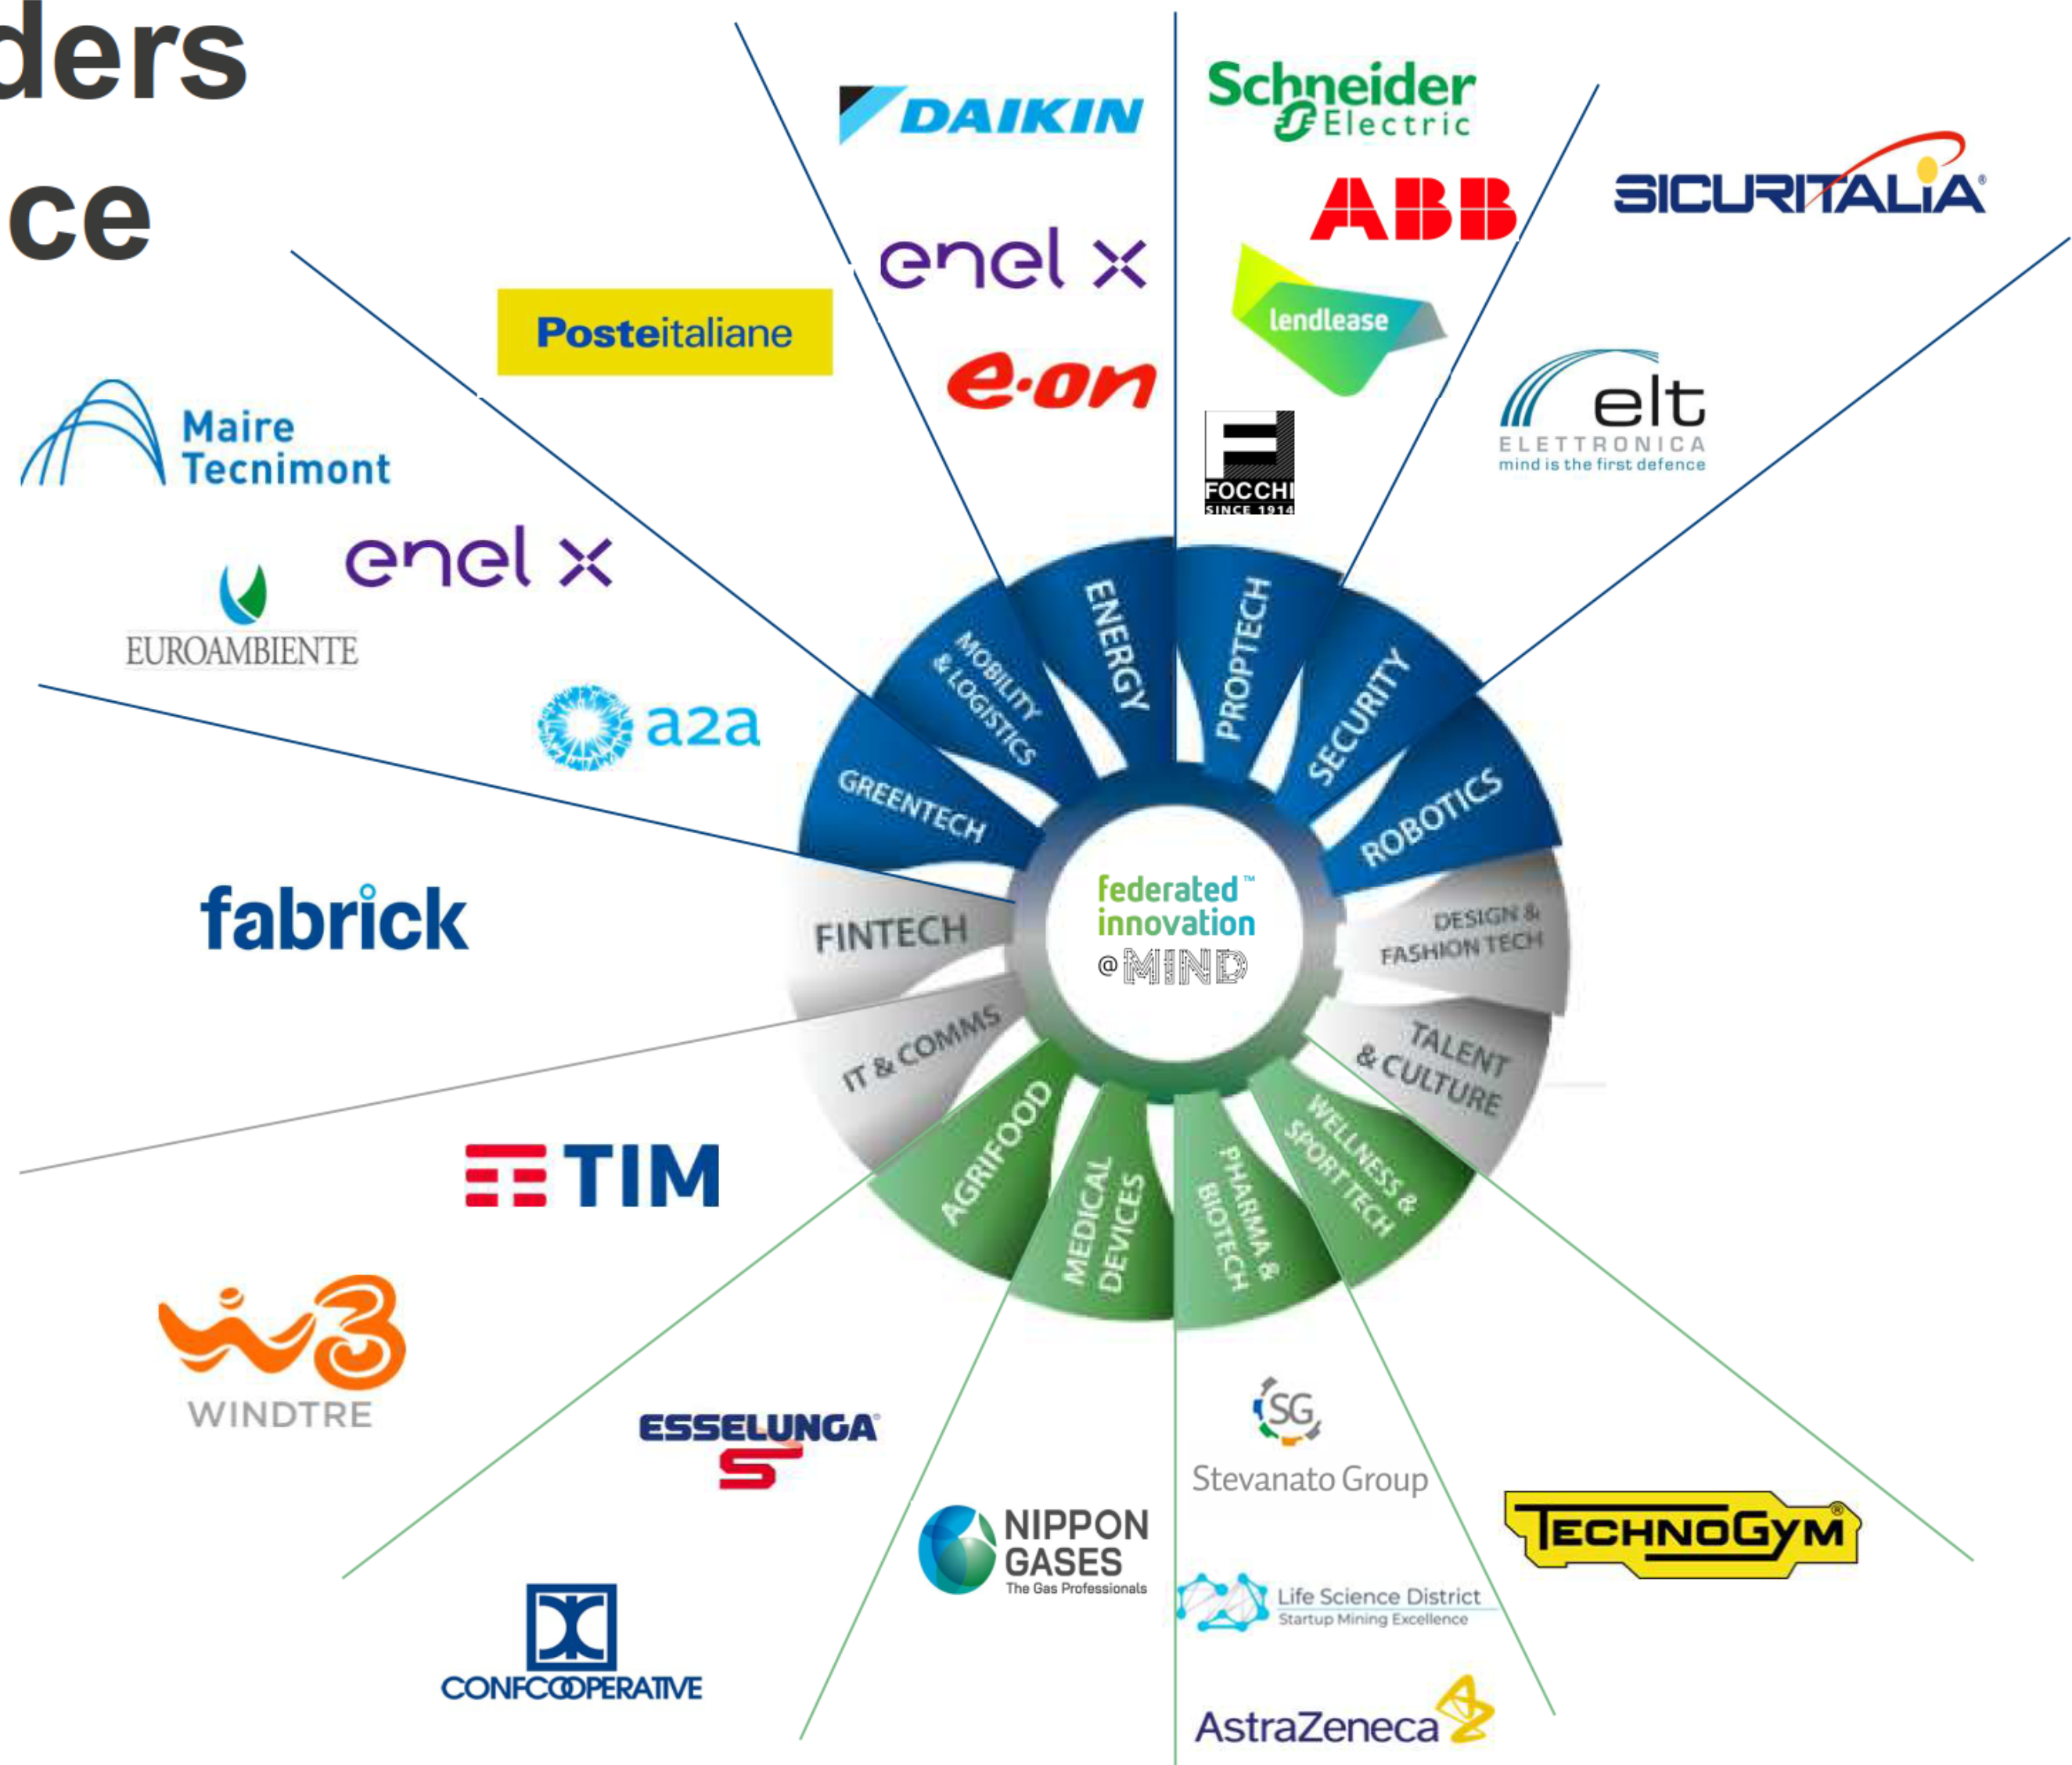 ders
ce
DAIKIN
enel x
e·on
Schneider
Electric
ABB
lendlease
FOCCHI
SINCE 1914
SICURITALIA®
elt
ELETTRONICA
mind is the first defence
Posteitaliane
Maire
Tecnimont
enel x
EUROAMBIENTE
a2a
fabrick
TIM
WINDTRE
ESSELUNGA®
CONFCOOPERATIVE
NIPPON
GASES
The Gas Professionals
SG
Stevanato Group
Life Science District
Startup Mining Excellence
AstraZeneca
TECHNOGYM®
GREENTECH
MOBILITY
& LOGISTICS
ENERGY
PROPTECH
SECURITY
ROBOTICS
DESIGN &
FASHION TECH
TALENT
& CULTURE
WELLNESS &
SPORT TECH
PHARMA &
BIOTECH
MEDICAL
DEVICES
AGRIFOOD
IT & COMMS
FINTECH
federated™
innovation
@MIND